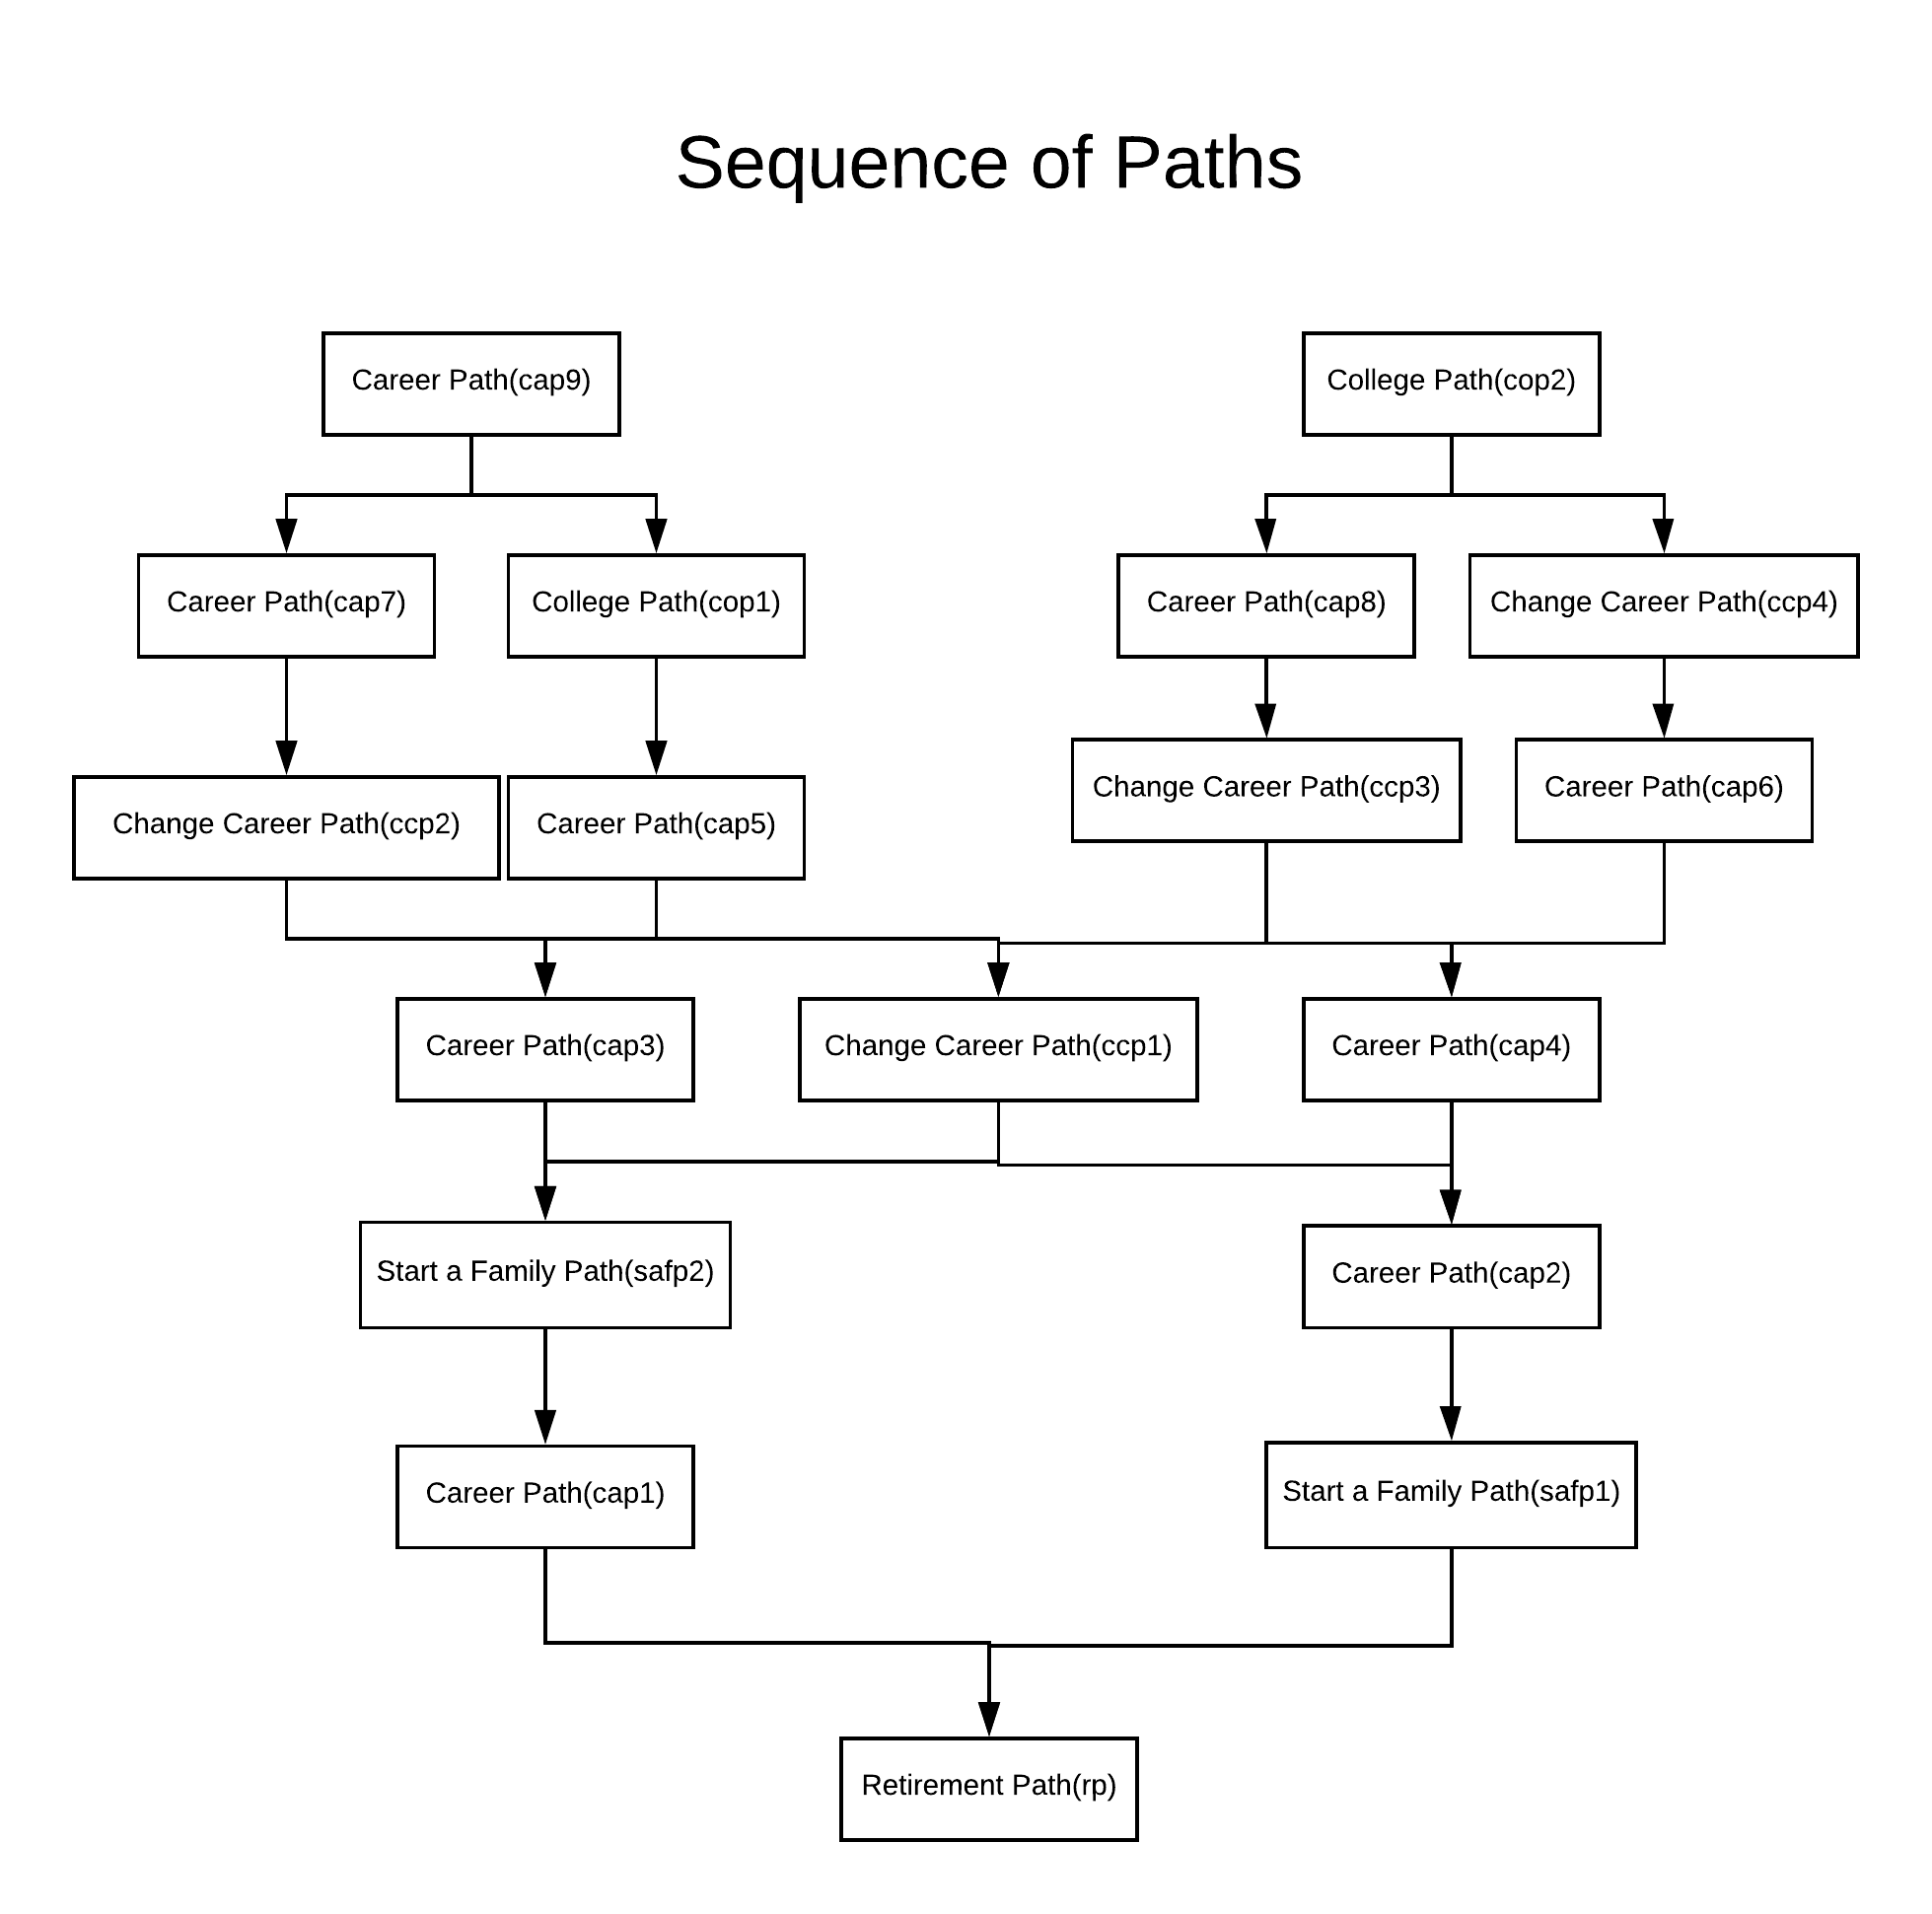 Sequence of Paths
Career Path(cap9)
College Path(cop2)
Career Path(cap7)
College Path(cop1)
Career Path(cap8)
Change Career Path(ccp4)
Change Career Path(ccp3)
Career Path(cap6)
Change Career Path(ccp2)
Career Path(cap5)
Career Path(cap3)
Change Career Path(ccp1)
Career Path(cap4)
Start a Family Path(safp2)
Career Path(cap2)
Career Path(cap1)
Start a Family Path(safp1)
Retirement Path(rp)